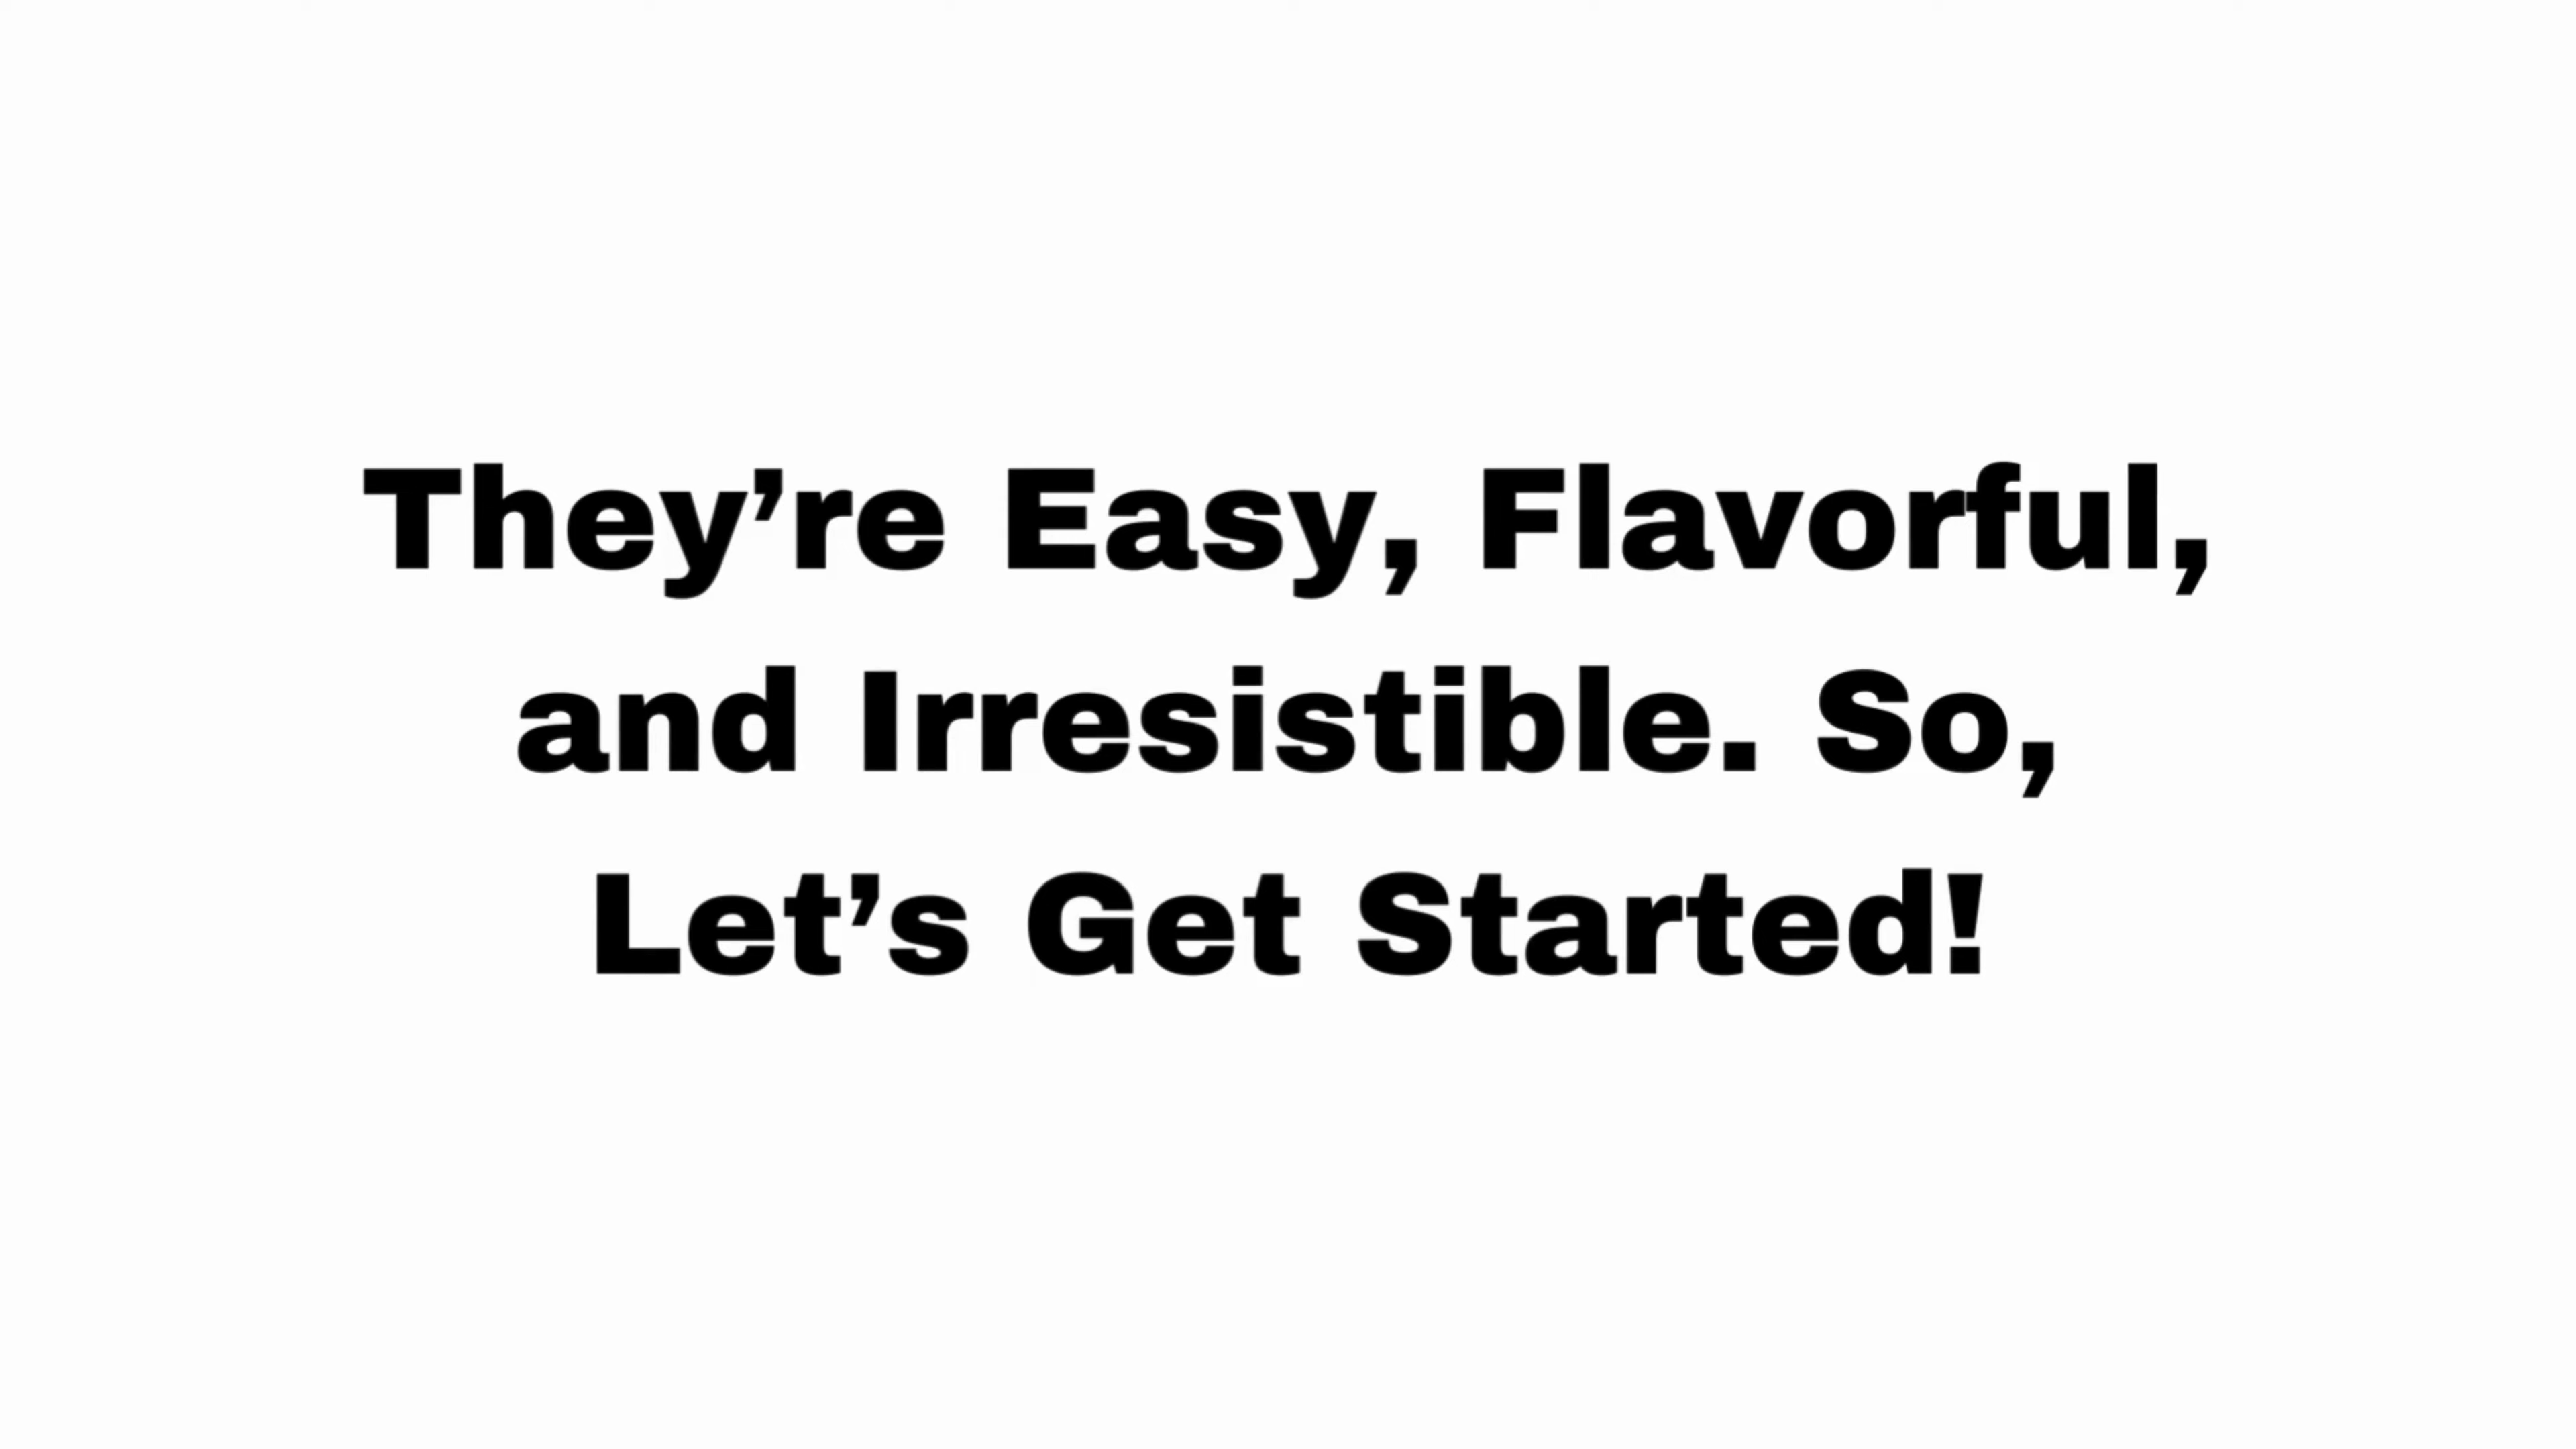 They’re Easy, Flavorful,
and Irresistible. So,
Let’s Get Started!